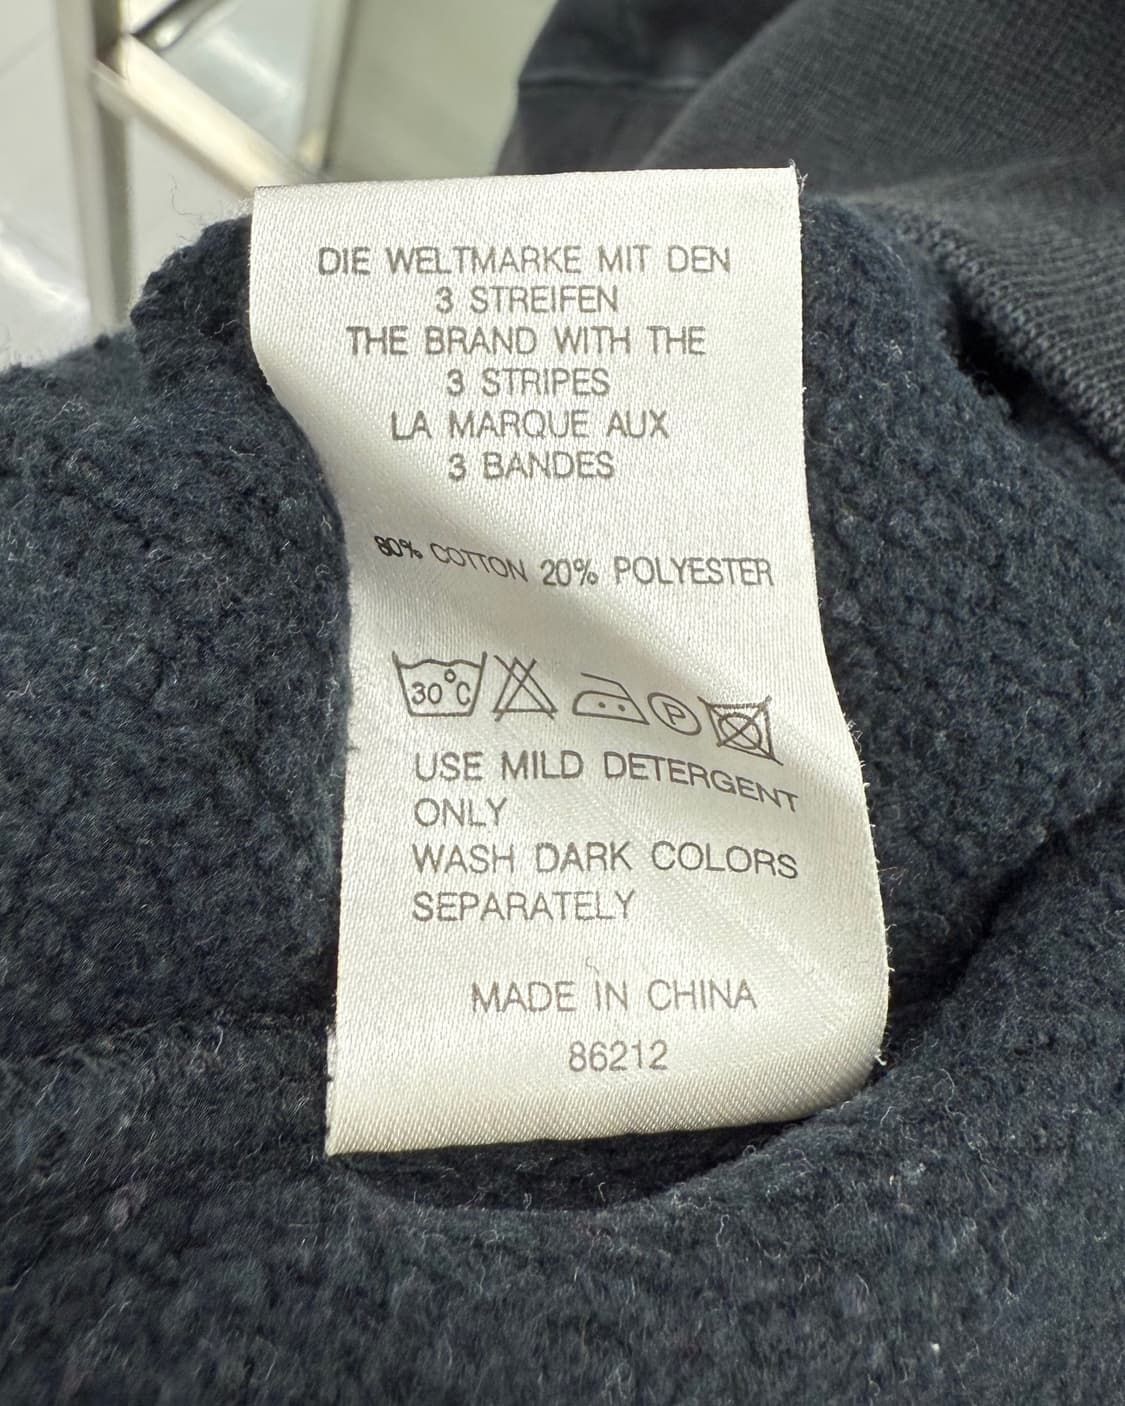 DIE WELTMARKE MIT DEN
3 STREIFEN
THE BRAND WITH THE
3 STRIPES
LA MARQUE AUX
3 BANDES
80% COTTON 20% POLYESTER
30°C
P
USE MILD DETERGENT
ONLY
WASH DARK COLORS
SEPARATELY
MADE IN CHINA
86212